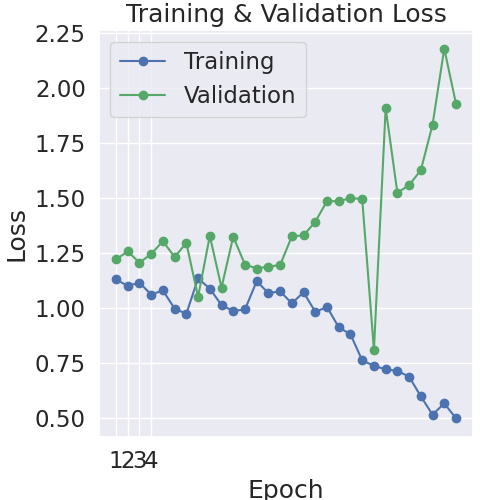 Training & Validation Loss
2.25
2.00
1.75
1.50
1.25
1.00
0.75
0.50
Loss
Training
Validation
1234
Epoch